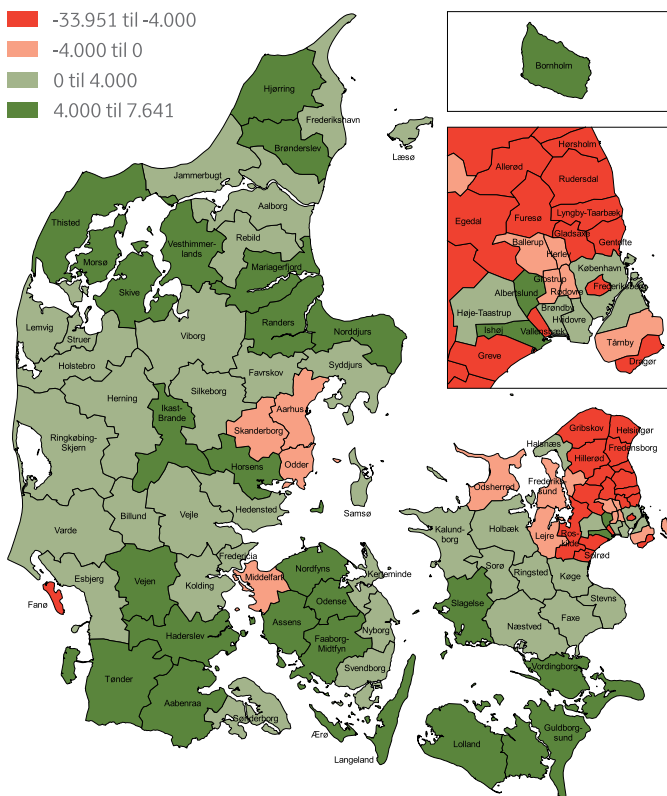 -33.951 til -4.000
-4.000 til 0
0 til 4.000
4.000 til 7.641
Bornholm
Hjørring
Frederikshavn
Brønderslev
Læsø
Jammerbugt
Aalborg
Thisted
Vesthimmer-
lands
Rebild
Morsø
Mariagerfjord
Skive
Lemvig
Struer
Viborg
Randers
Norddjurs
Holstebro
Favrskov
Syddjurs
Herning
Silkeborg
Ikast-
Brande
Aarhus
Skanderborg
Ringkøbing-
Skjern
Odder
Horsens
Samsø
Hedensted
Billund
Vejle
Varde
Fredericia
Esbjerg
Vejen
Kolding
Middelfart
Nordfyns
Kerteminde
Fanø
Odense
Assens
Nyborg
Faaborg-
Midtfyn
Haderslev
Svendborg
Tønder
Aabenraa
Sønderborg
Ærø
Langeland
Hørsholm
Allerød
Rudersdal
Egedal
Furesø
Lyngby-Taarbæk
Gladsaxe
Ballerup
Gentofte
Herlev
København
Glostrup
Albertslund
Rødovre
Frederiksberg
Høje-Taastrup
Brøndby
Hvidovre
Ishøj
Vallensbæk
Tårnby
Greve
Dragør
Gribskov
Helsingør
Halsnæs
Fredensborg
Hillerød
Odsherred
Frederiks-
sund
Kalund-
borg
Holbæk
Lejre
Ros-
kilde
Solrød
Sorø
Ringsted
Køge
Stevns
Slagelse
Næstved
Faxe
Vordingborg
Guldborg-
sund
Lolland